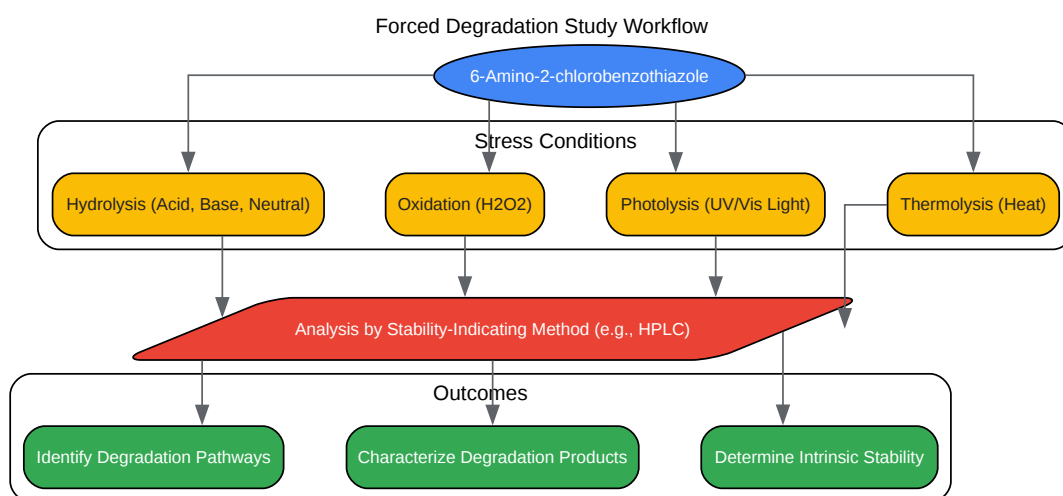 Forced Degradation Study Workflow
6-Amino-2-chlorobenzothiazole
Stress Conditions
Hydrolysis (Acid, Base, Neutral)
Oxidation (H2O2)
Photolysis (UV/Vis Light)
Thermolysis (Heat)
Analysis by Stability-Indicating Method (e.g., HPLC)
Outcomes
Identify Degradation Pathways
Characterize Degradation Products
Determine Intrinsic Stability